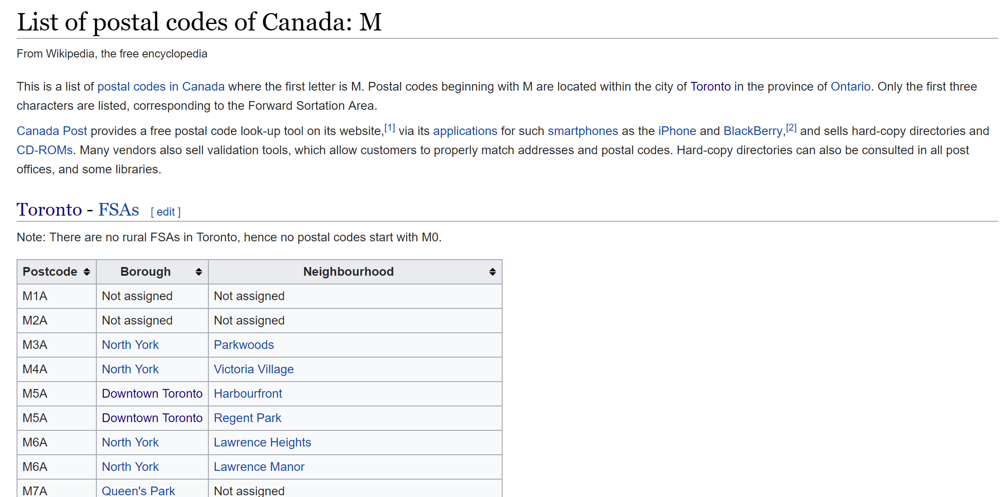 List of postal codes of Canada: M
From Wikipedia, the free encyclopedia
This is a list of postal codes in Canada where the first letter is M. Postal codes beginning with M are located within the city of Toronto in the province of Ontario. Only the first three
characters are listed, corresponding to the Forward Sortation Area.
Canada Post provides a free postal code look-up tool on its website,[1] via its applications for such smartphones as the iPhone and BlackBerry,[2] and sells hard-copy directories and
CD-ROMs. Many vendors also sell validation tools, which allow customers to properly match addresses and postal codes. Hard-copy directories can also be consulted in all post
offices, and some libraries.
Toronto - FSAs [ edit ]
Note: There are no rural FSAs in Toronto, hence no postal codes start with M0.
Postcode Borough Neighbourhood
M1A Not assigned Not assigned
M2A Not assigned Not assigned
M3A North York Parkwoods
M4A North York Victoria Village
M5A Downtown Toronto Harbourfront
M5A Downtown Toronto Regent Park
M6A North York Lawrence Heights
M6A North York Lawrence Manor
M7A Queen's Park Not assigned